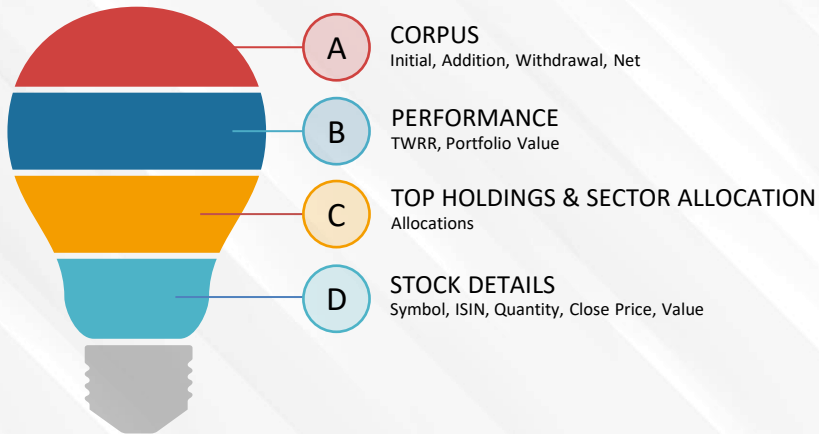 A
CORPUS
Initial, Addition, Withdrawal, Net
B
PERFORMANCE
TWRR, Portfolio Value
C
TOP HOLDINGS & SECTOR ALLOCATION
Allocations
D
STOCK DETAILS
Symbol, ISIN, Quantity, Close Price, Value